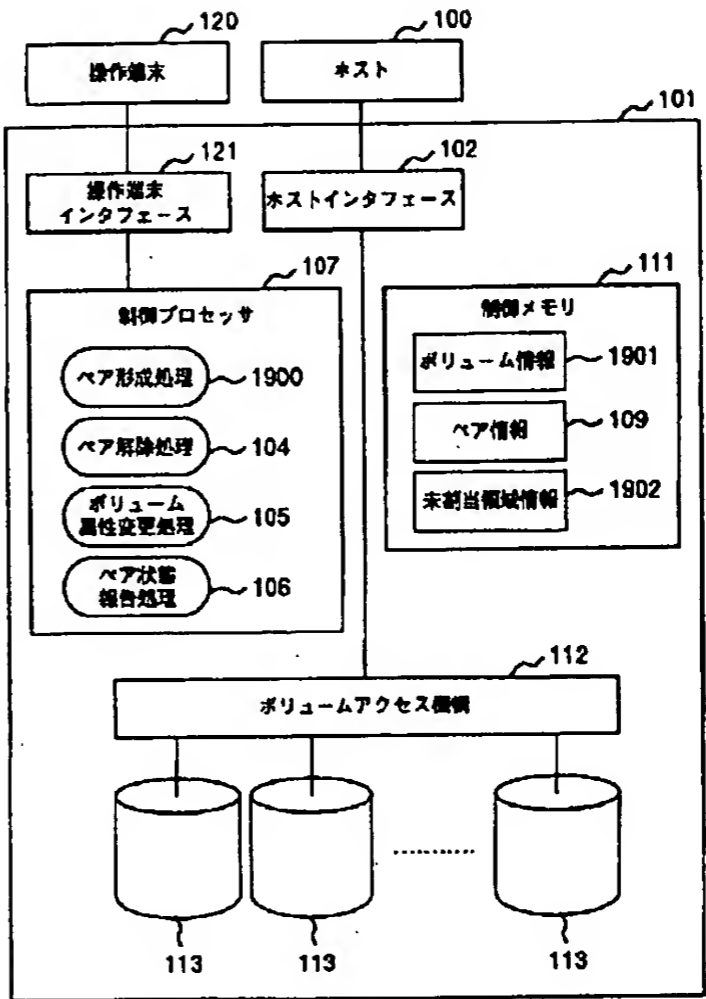 120
100
操作端末
ホスト
101
121
102
操作端末
インタフェース
ホストインタフェース
107
111
制御プロセッサ
制御メモリ
ペア形成処理
1900
ボリューム情報
1901
ペア解除処理
104
ペア情報
109
ボリューム
属性変更処理
105
未割当領域情報
1902
ペア状態
報告処理
106
112
ボリュームアクセス機構
113
113
113